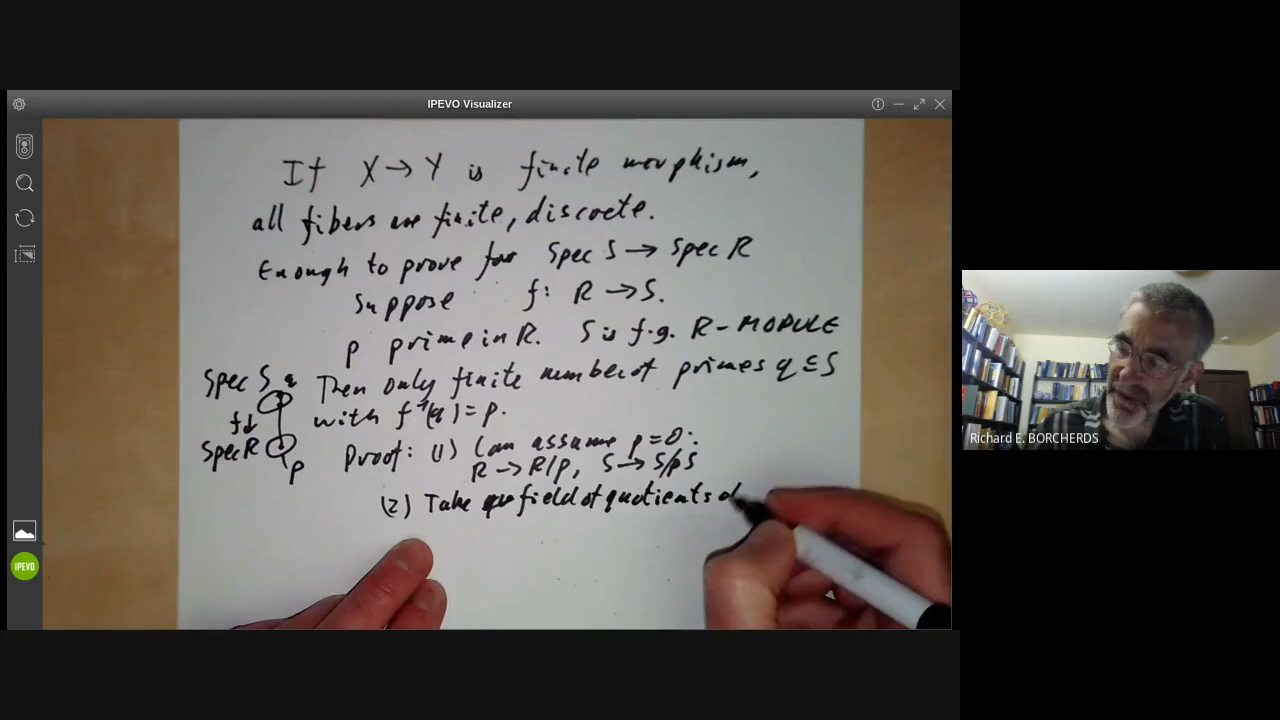 IPEVO Visualizer
If X → Y is finite morphism,
all fibers are finite, discrete.
Enough to prove for Spec S → Spec R
Suppose f: R → S.
p prime in R. S is f.g. R-MODULE
Spec S q Then only finite number of primes q ⊆ S
f↓ with f⁻¹(q) = p.
Spec R p Proof: (1) Can assume p = 0:
R → R/p, S → S/pS
(2) Take field of quotients o
IPEVO
Richard E. BORCHERDS